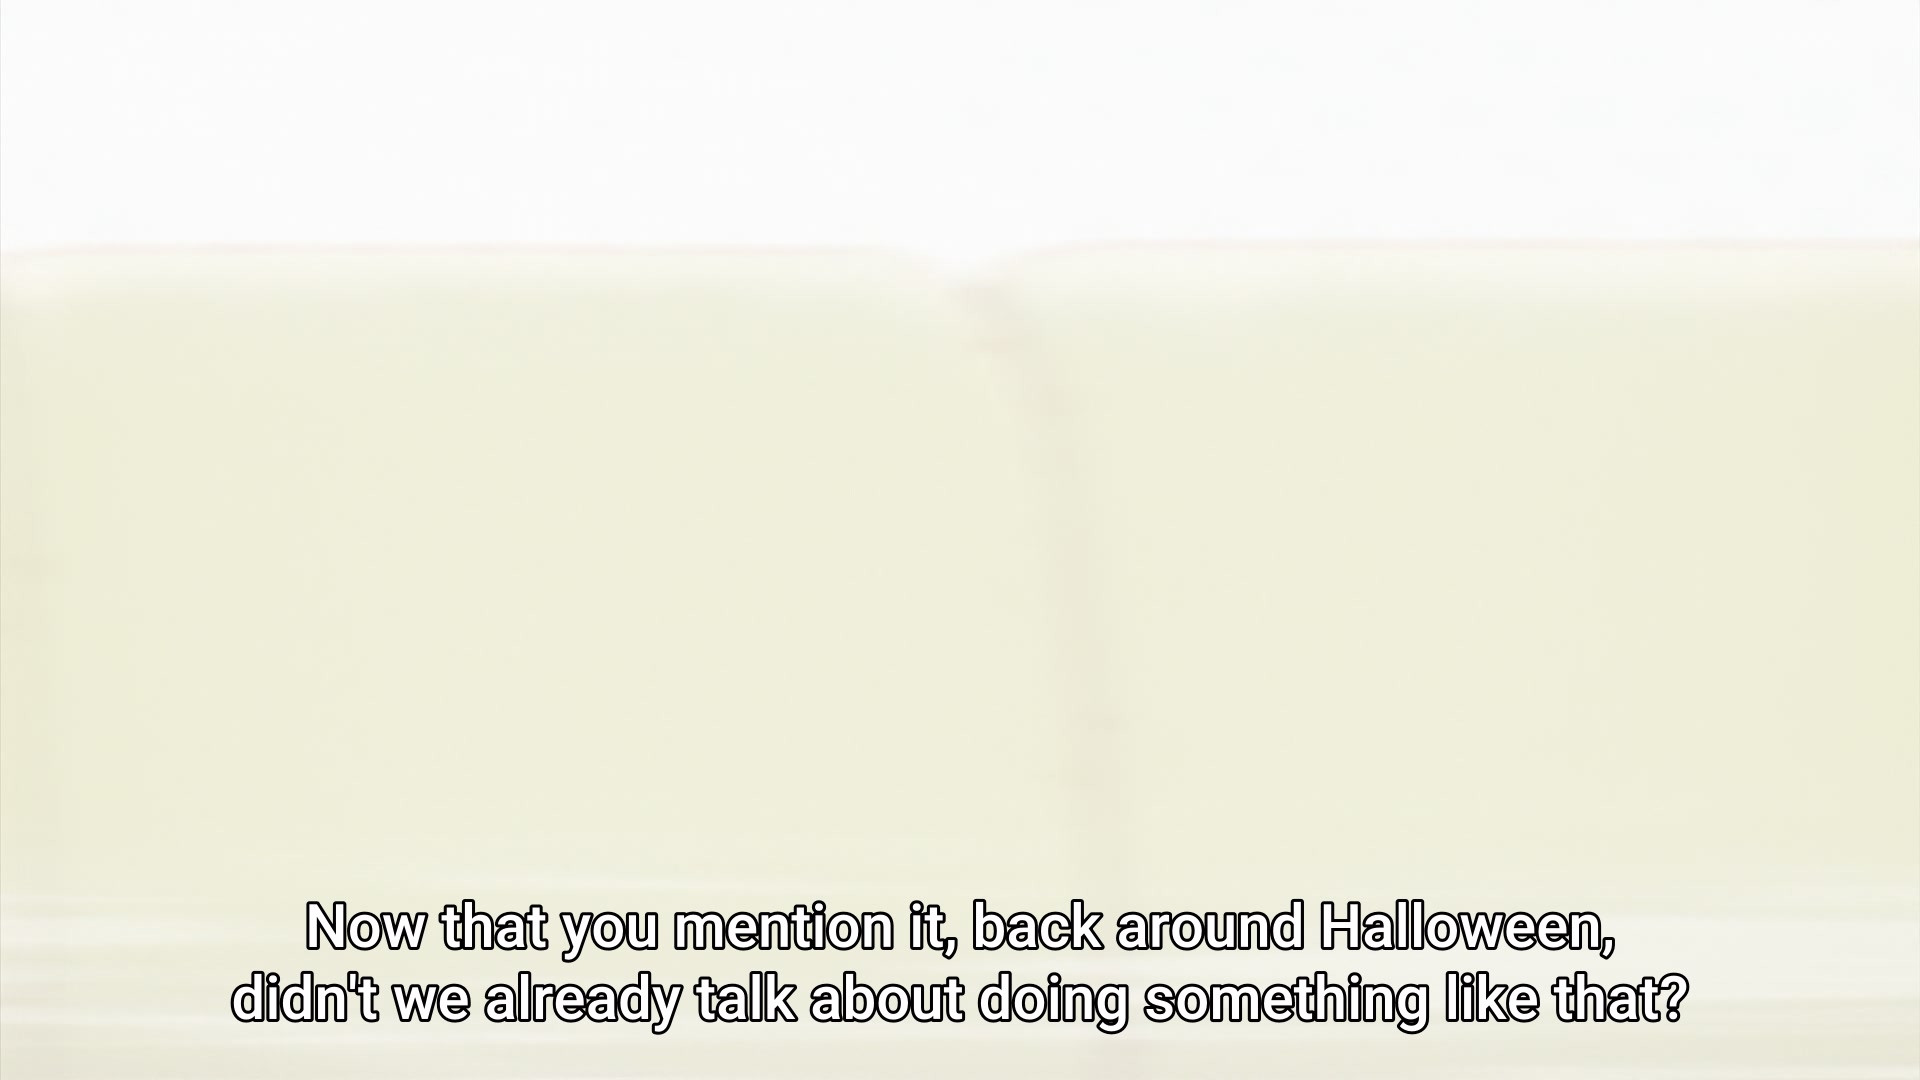 Now that you mention it, back around Halloween,
didn't we already talk about doing something like that?